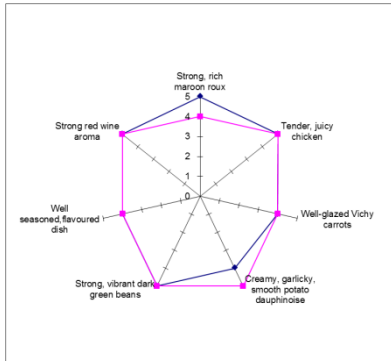 Strong, rich
maroon roux
5
4
3
2
1
0
Strong red wine
aroma
Tender, juicy
chicken
Well
seasoned,flavoured
dish
Well-glazed Vichy
carrots
Strong, vibrant dark
green beans
Creamy, garlicky,
smooth potato
dauphinoise